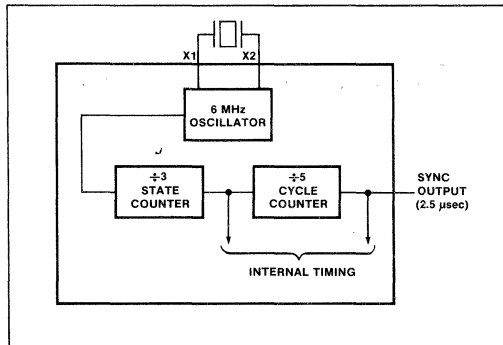 X1 X2
6 MHz
OSCILLATOR
÷3
STATE
COUNTER
÷5
CYCLE
COUNTER
SYNC
OUTPUT
(2.5 μsec)
INTERNAL TIMING